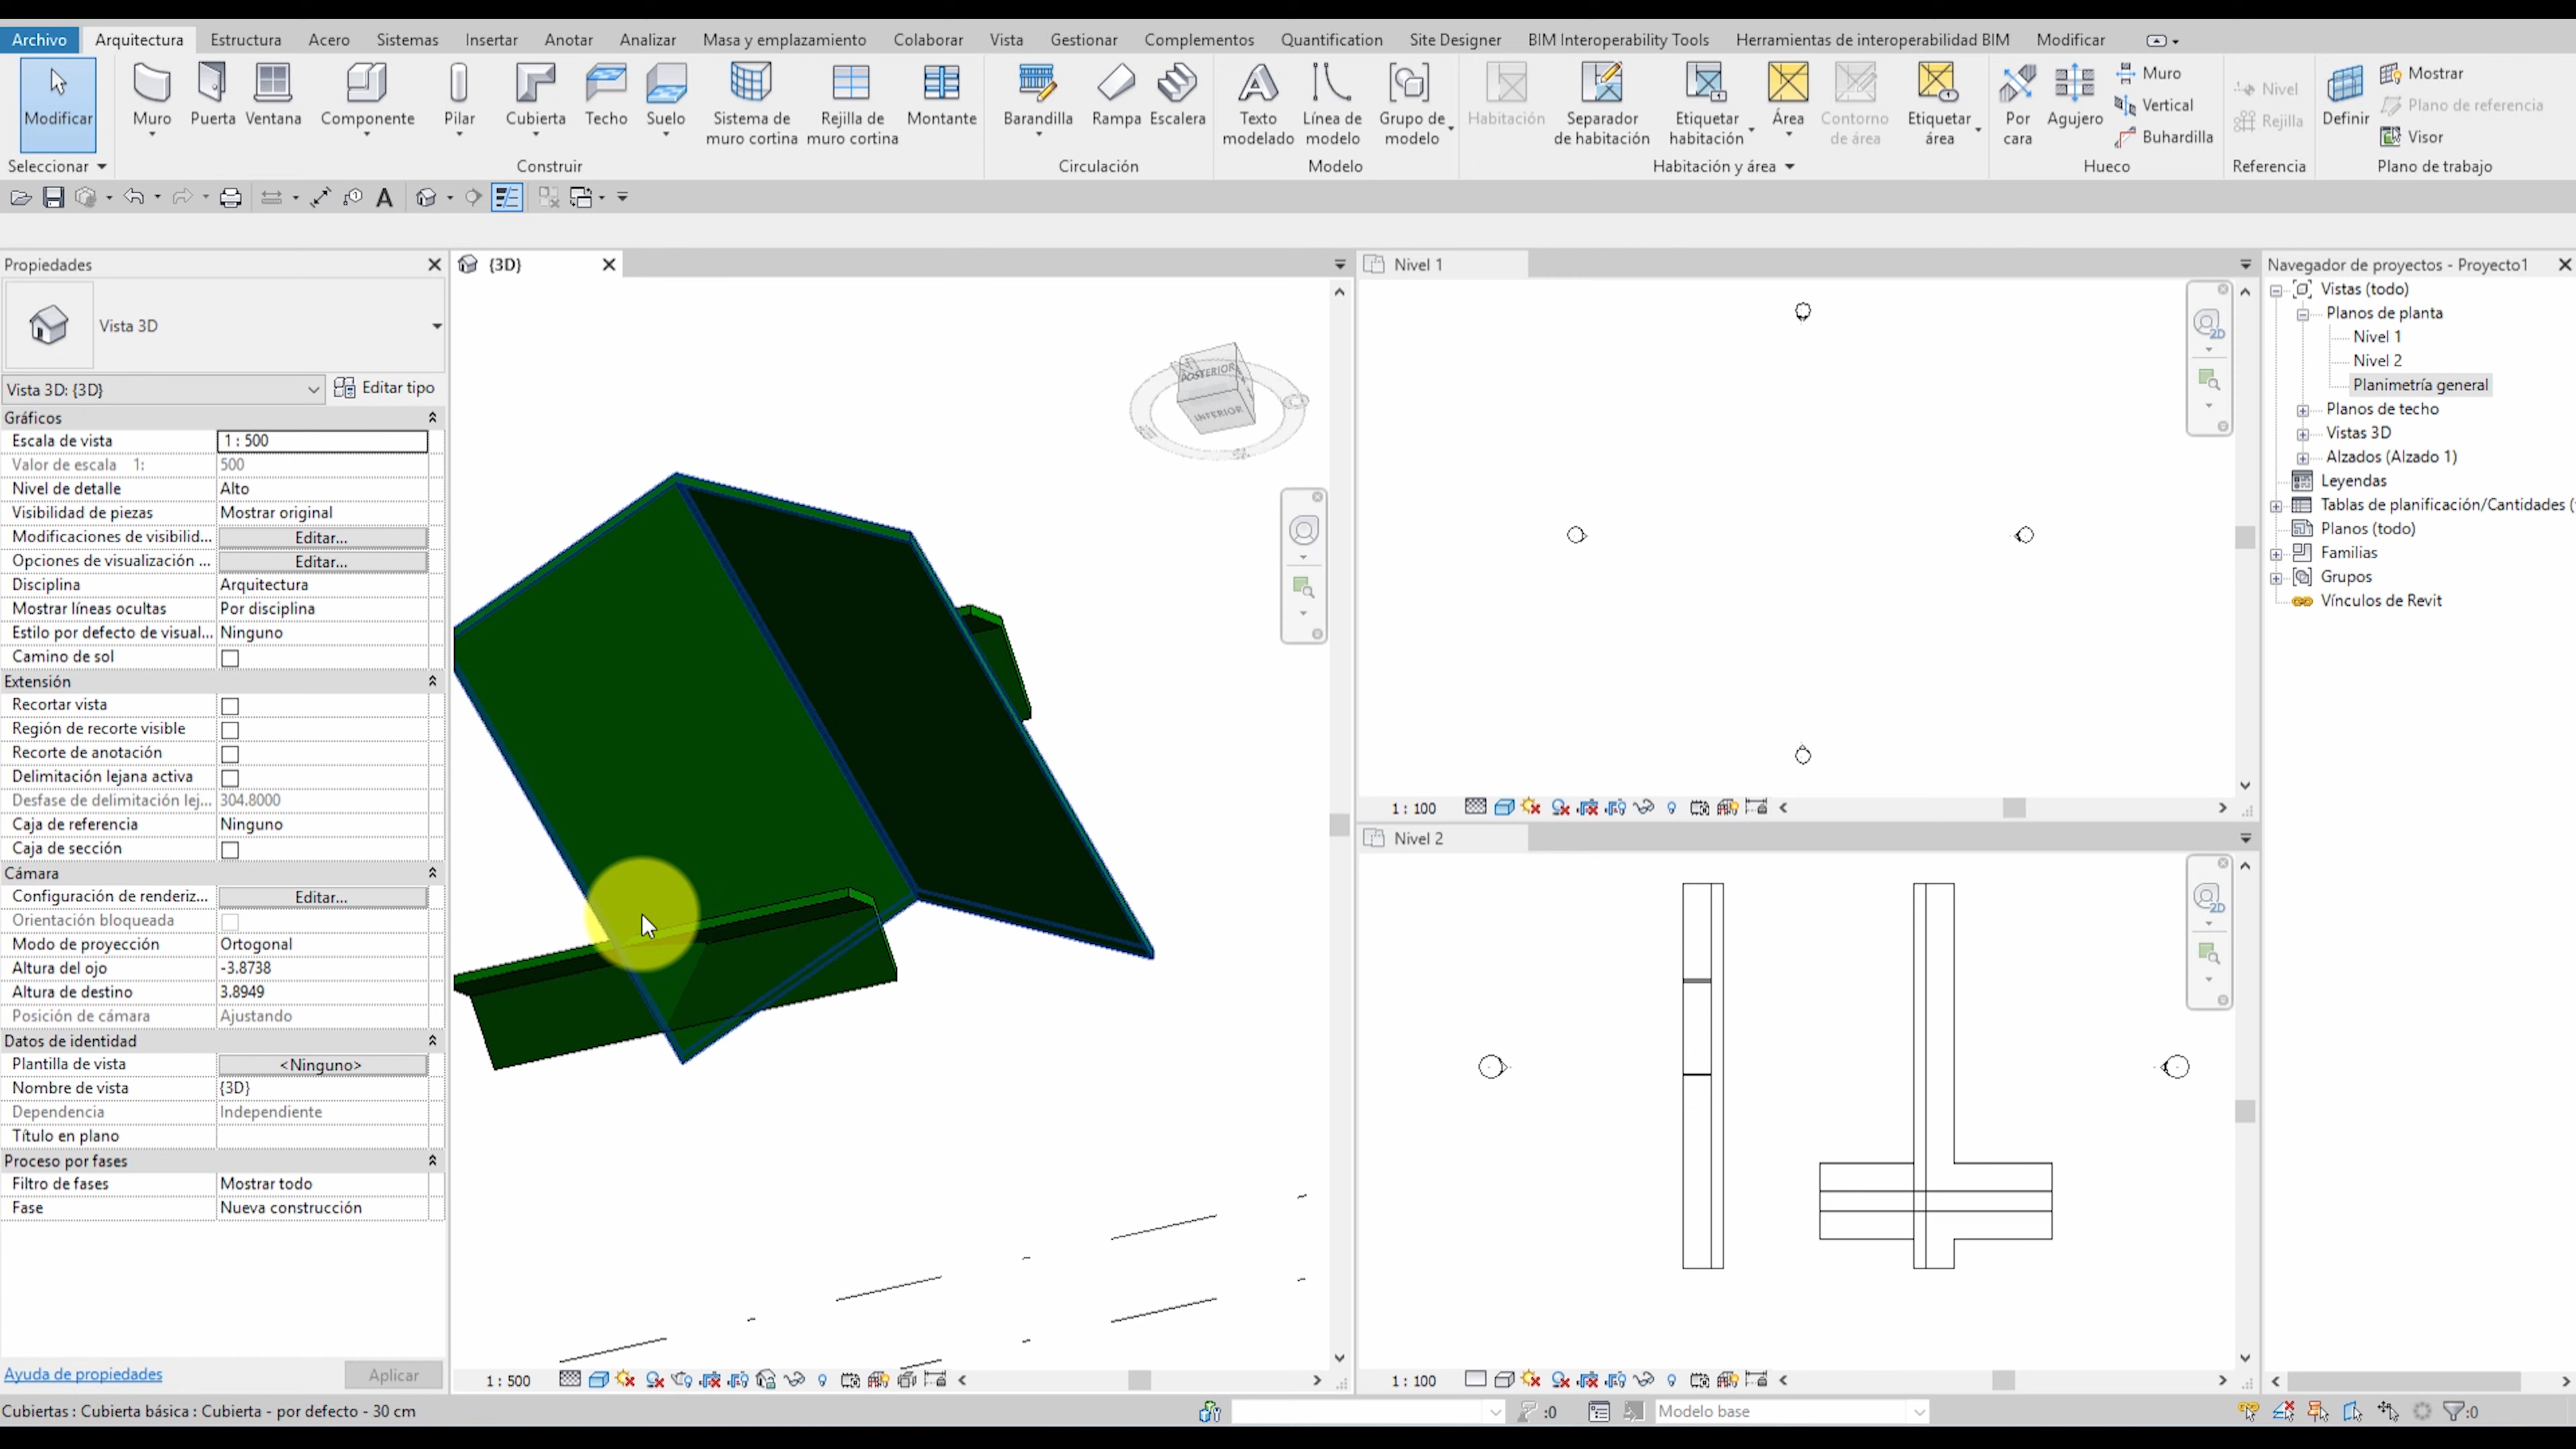 Archivo Arquitectura Estructura Acero Sistemas Insertar Anotar Analizar Masa y emplazamiento Colaborar Vista Gestionar Complementos Quantification Site Designer BIM Interoperability Tools Herramientas de interoperabilidad BIM Modificar
Modificar Muro Puerta Ventana Componente Pilar Cubierta Techo Suelo Sistema de muro cortina Rejilla de muro cortina Montante Barandilla Rampa Escalera Texto modelado Línea de modelo Grupo de modelo Habitación Separador de habitación Etiquetar habitación Área Contorno de área Etiquetar área Por cara Agujero Muro Vertical Buhardilla Nivel Rejilla Definir Mostrar Plano de referencia Visor
Seleccionar Construir Circulación Modelo Habitación y área Hueco Referencia Plano de trabajo
Propiedades
Vista 3D
Vista 3D: {3D} Editar tipo
Gráficos
Escala de vista 1 : 500
Valor de escala 1: 500
Nivel de detalle Alto
Visibilidad de piezas Mostrar original
Modificaciones de visibilid... Editar...
Opciones de visualización ... Editar...
Disciplina Arquitectura
Mostrar líneas ocultas Por disciplina
Estilo por defecto de visual... Ninguno
Camino de sol
Extensión
Recortar vista
Región de recorte visible
Recorte de anotación
Delimitación lejana activa
Desfase de delimitación lej... 304.8000
Caja de referencia Ninguno
Caja de sección
Cámara
Configuración de renderiz... Editar...
Orientación bloqueada
Modo de proyección Ortogonal
Altura del ojo -3.8738
Altura de destino 3.8949
Posición de cámara Ajustando
Datos de identidad
Plantilla de vista <Ninguno>
Nombre de vista {3D}
Dependencia Independiente
Título en plano
Proceso por fases
Filtro de fases Mostrar todo
Fase Nueva construcción
Ayuda de propiedades Aplicar
{3D}
POSTERIOR
INFERIOR
1 : 500
Nivel 1
2D
1 : 100
Nivel 2
2D
1 : 100
Navegador de proyectos - Proyecto1
Vistas (todo)
Planos de planta
Nivel 1
Nivel 2
Planimetría general
Planos de techo
Vistas 3D
Alzados (Alzado 1)
Leyendas
Tablas de planificación/Cantidades (
Planos (todo)
Familias
Grupos
Vínculos de Revit
Cubiertas : Cubierta básica : Cubierta - por defecto - 30 cm :0 Modelo base :0